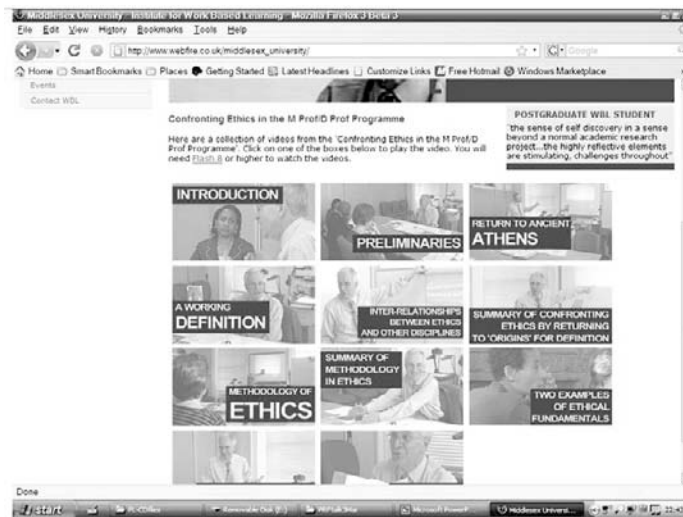 Middlesex University - Institute for Work Based Learning - Mozilla Firefox 3 Beta 3
File Edit View History Bookmarks Tools Help
http://www.webfire.co.uk/middlesex_university/
Google
Home Smart Bookmarks Places Getting Started Latest Headlines Customize Links Free Hotmail Windows Marketplace
Events
Contact WBL
Confronting Ethics in the M Prof/D Prof Programme
Here are a collection of videos from the 'Confronting Ethics in the M Prof/D
Prof Programme'. Click on one of the boxes below to play the video. You will
need Flash 8 or higher to watch the videos.
POSTGRADUATE WBL STUDENT
"the sense of self discovery in a sense
beyond a normal academic research
project...the highly reflective elements
are stimulating, challenges throughout"
INTRODUCTION
PRELIMINARIES
RETURN TO ANCIENT
ATHENS
A WORKING
DEFINITION
INTER-RELATIONSHIPS
BETWEEN ETHICS
AND OTHER DISCIPLINES
SUMMARY OF CONFRONTING
ETHICS BY RETURNING
TO 'ORIGINS' FOR DEFINITION
METHODOLOGY OF
ETHICS
SUMMARY OF
METHODOLOGY
IN ETHICS
TWO EXAMPLES
OF ETHICAL
FUNDAMENTALS
Done
start
Removable Disk (E:)
Microsoft PowerP...
Middlesex Universi...